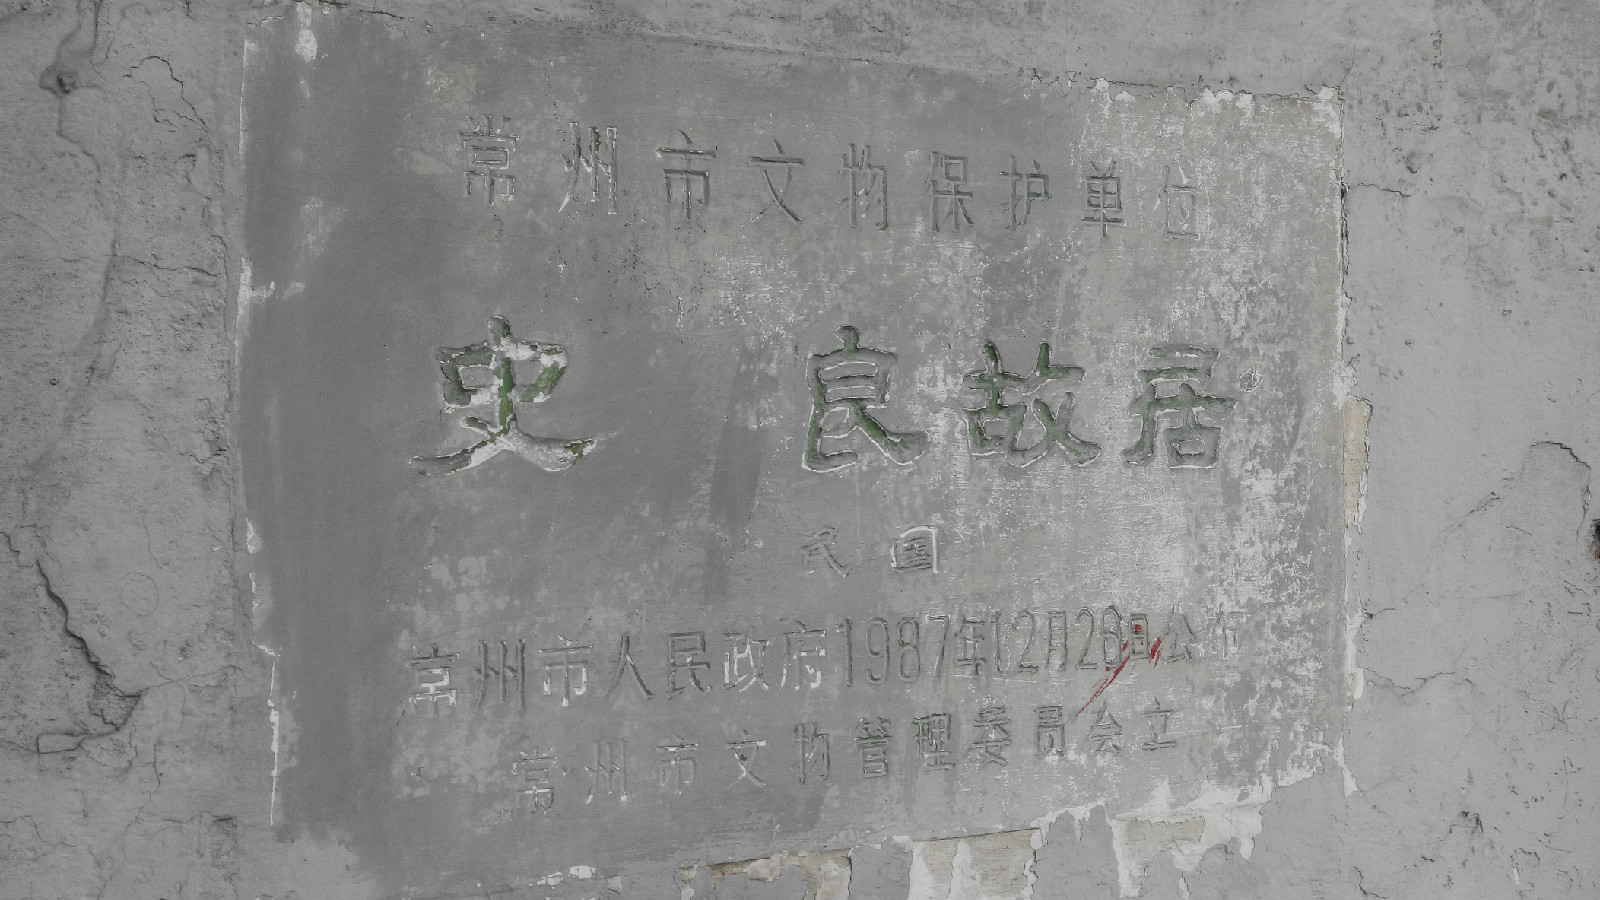 常州市文物保护单位
史 良故居
民国
常州市人民政府1987年12月26日公布
常州市文物管理委员会立